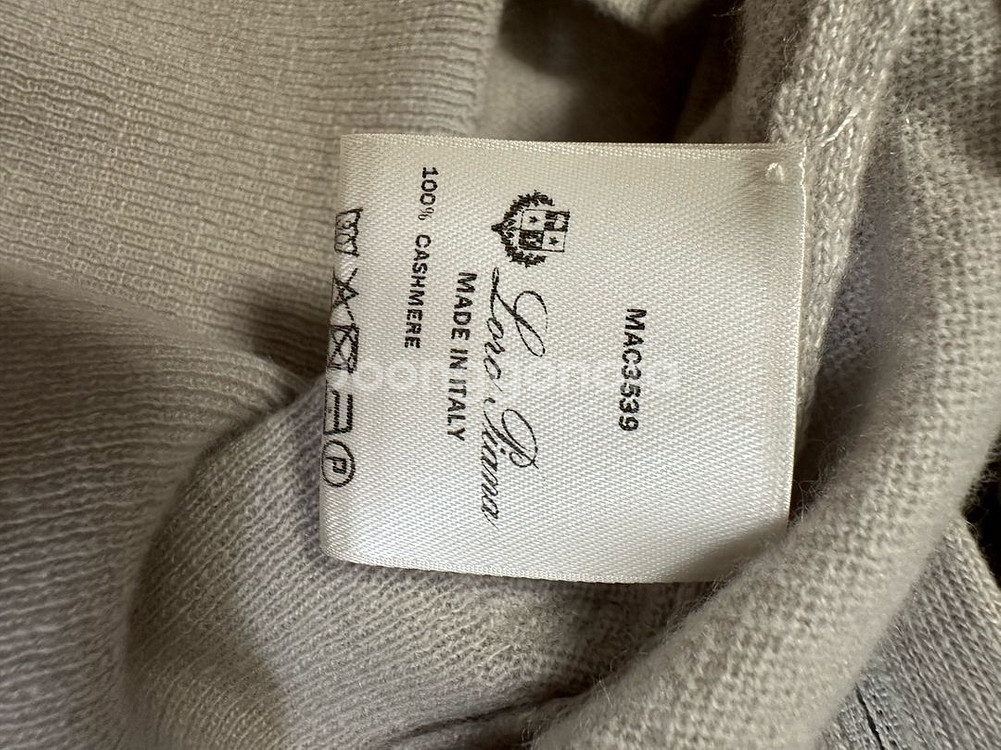 MAC3539
Loro Piana
MADE IN ITALY
100% CASHMERE
P